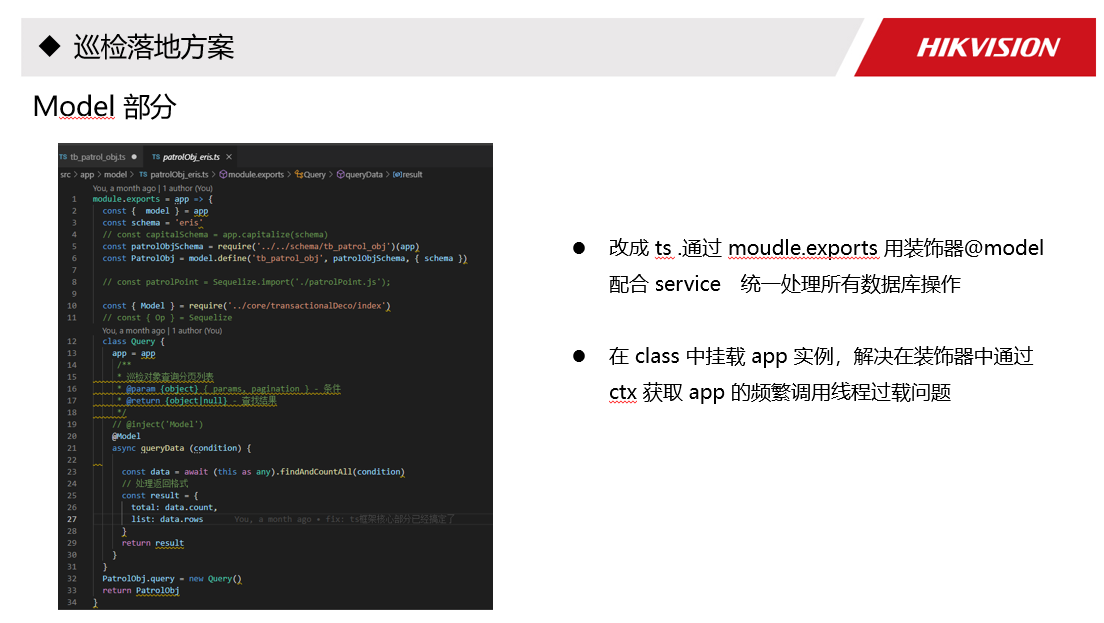 ◆ 巡检落地方案
HIKVISION
Model 部分
TS tb_patrol_obj.ts ● TS patrolObj_eris.ts ×
src > app > model > TS patrolObj_eris.ts > module.exports > Query > queryData > result
You, a month ago | 1 author (You)
1 module.exports = app => {
2 const { model } = app
3 const schema = 'eris'
4 // const capitalSchema = app.capitalize(schema)
5 const patrolObjSchema = require('../../schema/tb_patrol_obj')(app)
6 const PatrolObj = model.define('tb_patrol_obj', patrolObjSchema, { schema })
7
8 // const patrolPoint = Sequelize.import('./patrolPoint.js');
9
10 const { Model } = require('../core/transactionalDeco/index')
11 // const { Op } = Sequelize
You, a month ago | 1 author (You)
12 class Query {
13 app = app
14 /**
15 * 巡检对象查询分页列表
16 * @param {object} { params, pagination } - 条件
17 * @return {object|null} - 查找结果
18 */
19 // @inject('Model')
20 @Model
21 async queryData (condition) {
22
23 const data = await (this as any).findAndCountAll(condition)
24 // 处理返回格式
25 const result = {
26 total: data.count,
27 list: data.rows You, a month ago • fix: ts框架核心部分已经搞定了
28 }
29 return result
30 }
31 }
32 PatrolObj.query = new Query()
33 return PatrolObj
34 }
● 改成 ts .通过 moudle.exports 用装饰器@model
配合 service 统一处理所有数据库操作
● 在 class 中挂载 app 实例，解决在装饰器中通过
ctx 获取 app 的频繁调用线程过载问题